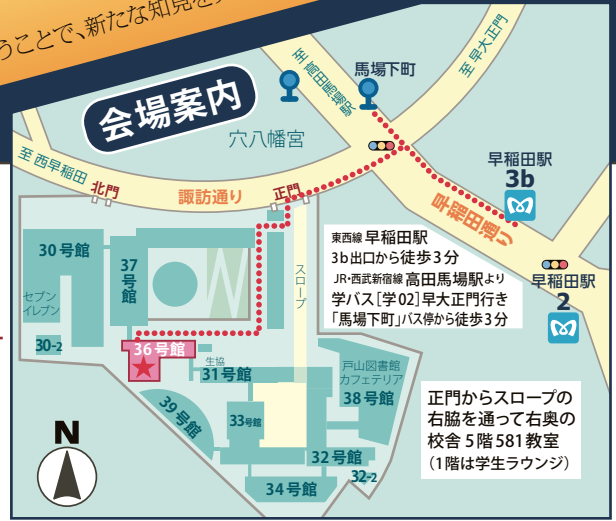 うことで、新たな知見を
会場案内
至高田馬場駅
馬場下町
至早大正門
穴八幡宮
至西早稲田
北門
諏訪通り
正門
早稲田駅
3b
早稲田通り
早稲田駅
2
東西線 早稲田駅
3b出口から徒歩3分
JR・西武新宿線 高田馬場駅より
学バス[学02]早大正門行き
「馬場下町」バス停から徒歩3分
30号館
37号館
スロープ
セブン
イレブン
30-2
36号館
生協
31号館
戸山図書館
カフェテリア
38号館
39号館
33号館
32号館
32-2
34号館
正門からスロープの
右脇を通って右奥の
校舎5階581教室
（1階は学生ラウンジ）
N